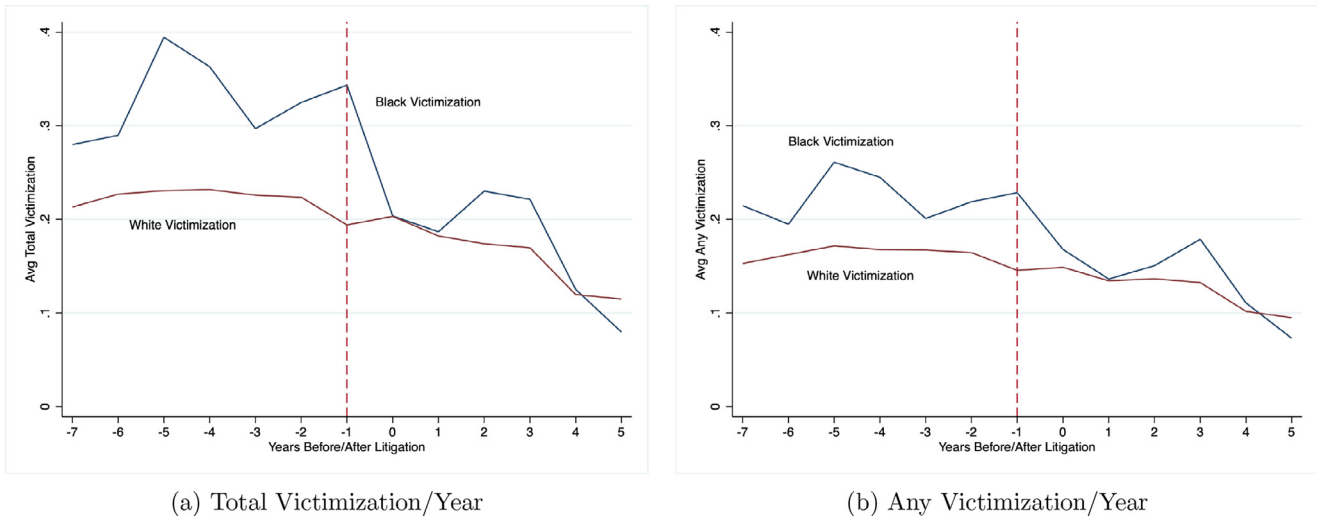 .4
.3
.2
.1
0
Avg Total Victimization
Black Victimization
White Victimization
-7 -6 -5 -4 -3 -2 -1 0 1 2 3 4 5
Years Before/After Litigation
(a) Total Victimization/Year
.4
.3
.2
.1
0
Avg Any Victimization
Black Victimization
White Victimization
-7 -6 -5 -4 -3 -2 -1 0 1 2 3 4 5
Years Before/After Litigation
(b) Any Victimization/Year